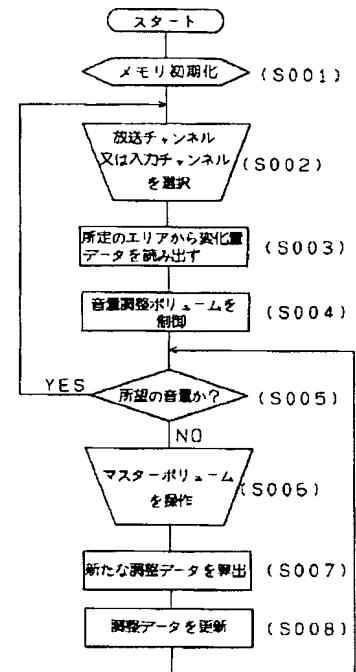 スタート
メモリ初期化 (S001)
放送チャンネル
又は入力チャンネル (S002)
を選択
所定のエリアから変化量 (S003)
データを読み出す
音量調整ボリュームを (S004)
制御
YES 所望の音量か? (S005)
NO
マスターボリューム (S006)
を操作
新たな調整データを算出 (S007)
調整データを更新 (S008)